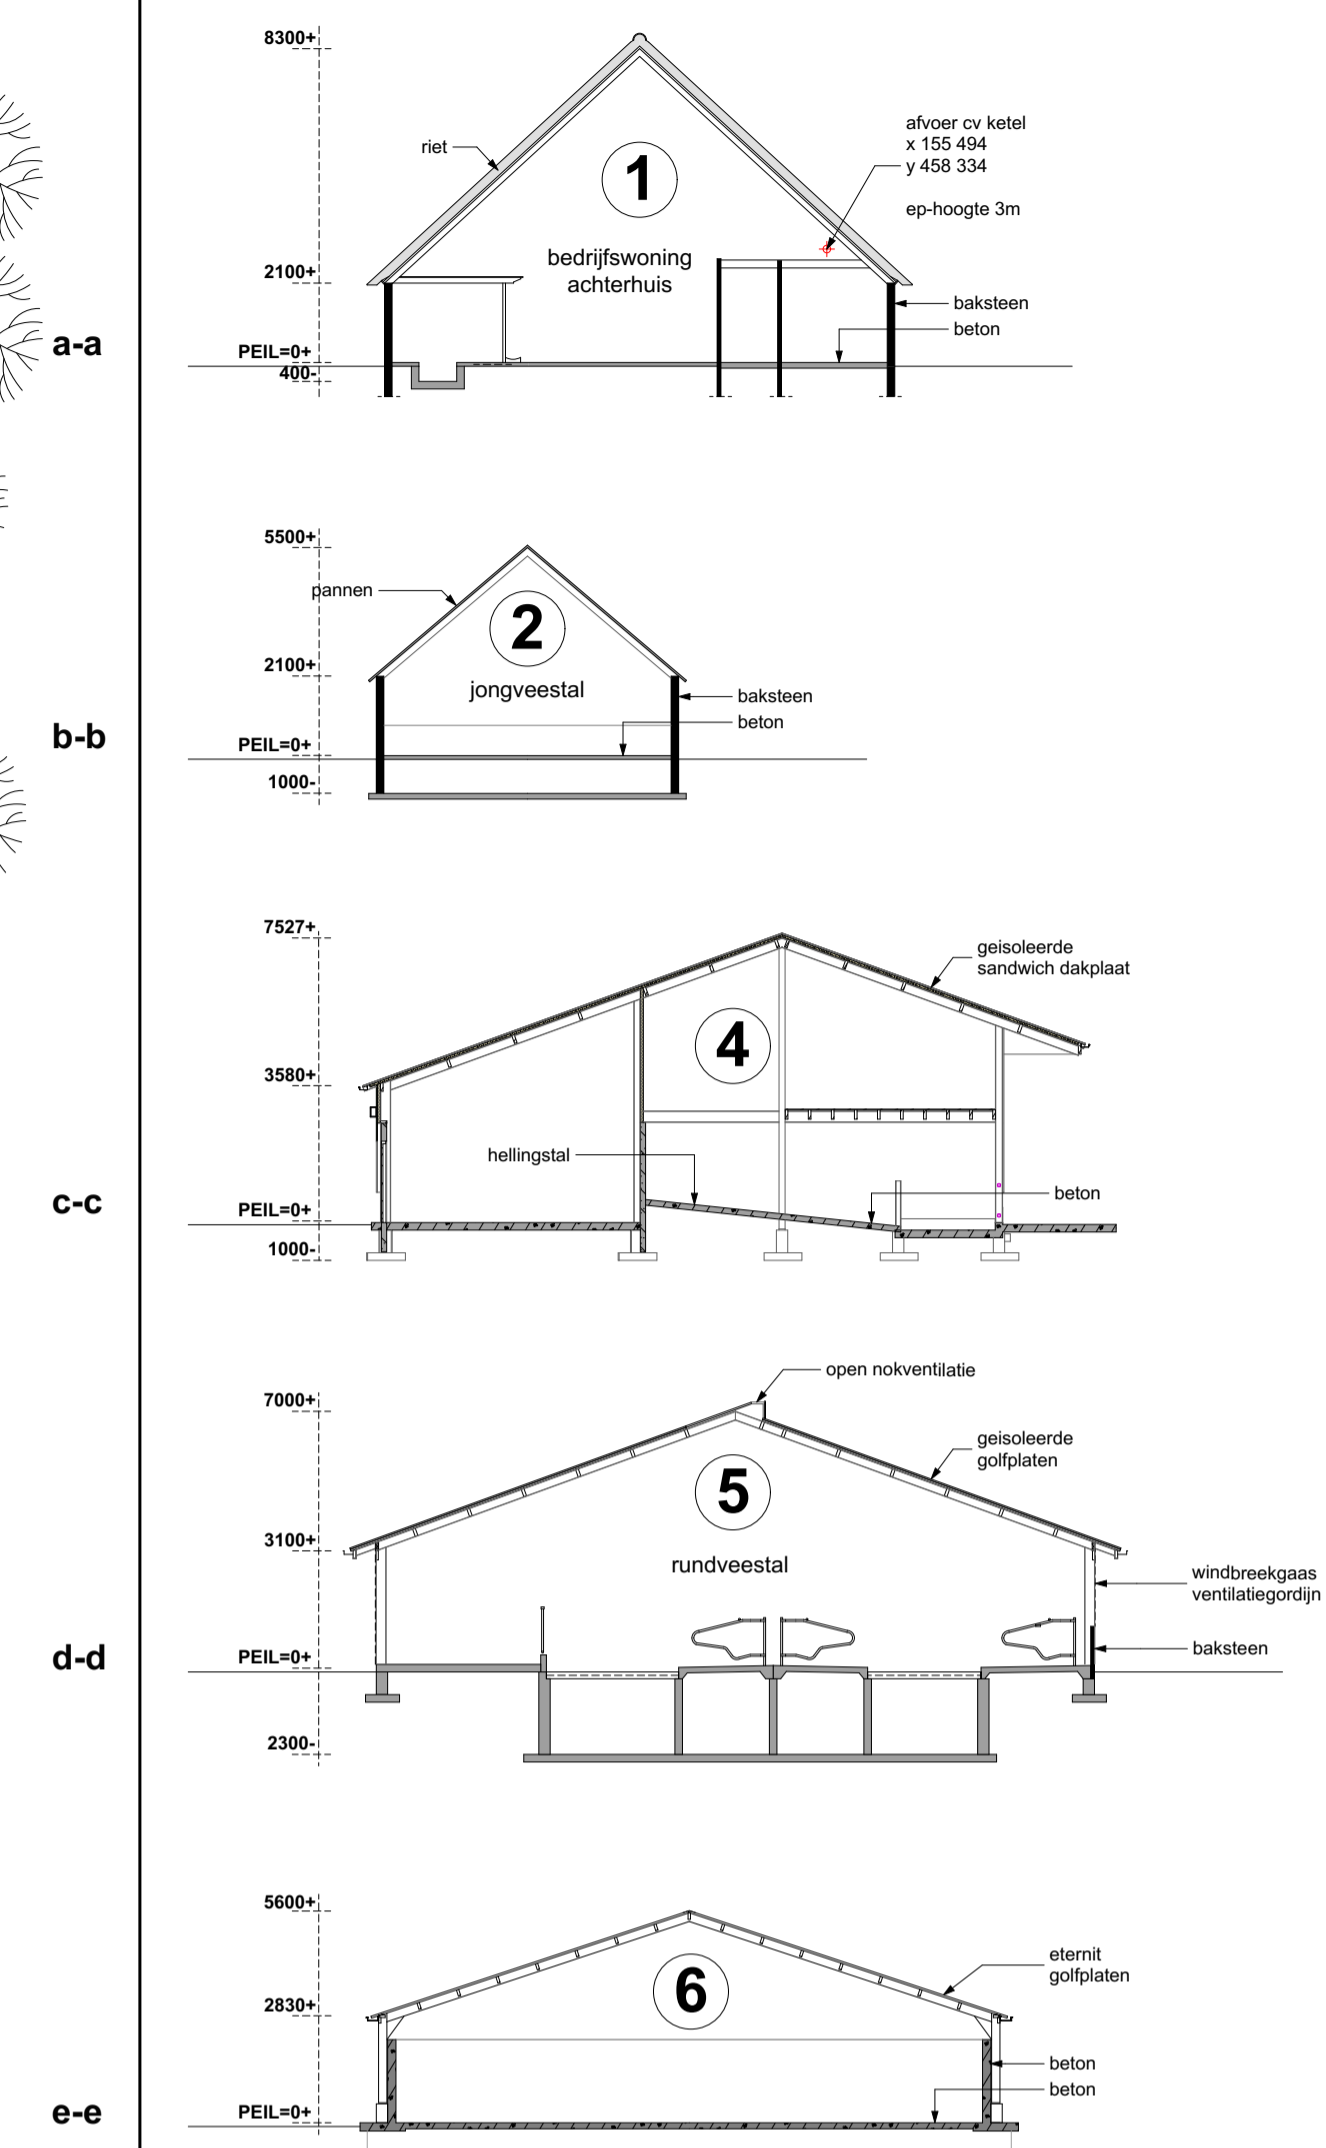 8300+
riet
1
afvoer cv ketel
x 155 494
y 458 334
ep-hoogte 3m
bedrijfswoning
achterhuis
2100+
baksteen
beton
a-a
PEIL=0+
400-
5500+
pannen
2
2100+
jongveestal
baksteen
beton
b-b
PEIL=0+
1000-
7527+
geisoleerde
sandwich dakplaat
4
3580+
hellingstal
beton
c-c
PEIL=0+
1000-
open nokventilatie
7000+
geisoleerde
golfplaten
5
3100+
rundveestal
windbreekgaas
ventilatiegordijn
baksteen
d-d
PEIL=0+
2300-
5600+
eternit
golfplaten
6
2830+
beton
beton
e-e
PEIL=0+